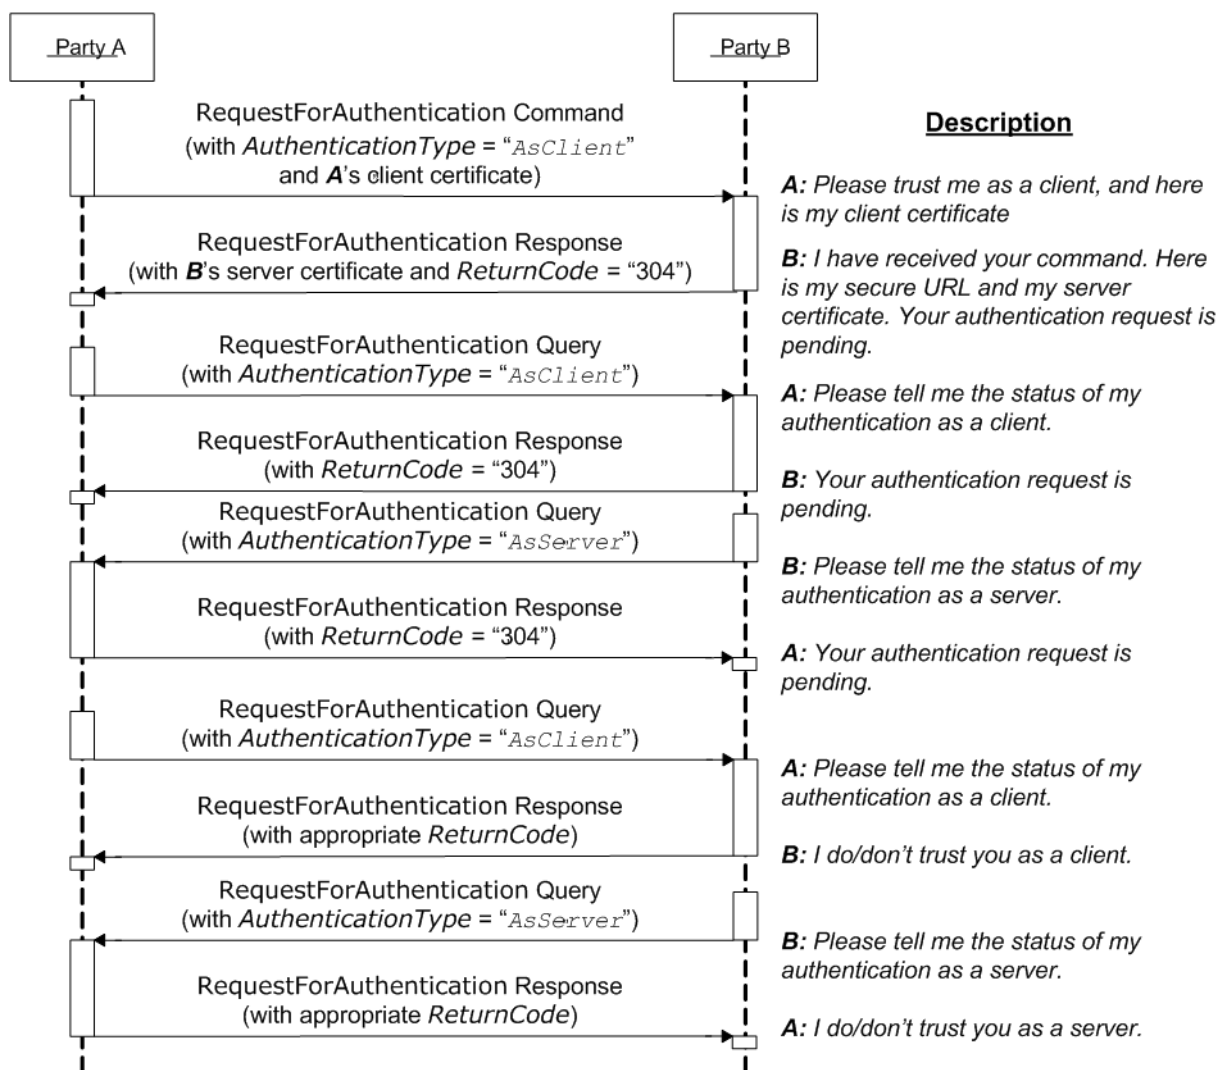 Party A
Party B
RequestForAuthentication Command
(with AuthenticationType = “AsClient”
and A’s client certificate)
Description
A: Please trust me as a client, and here
is my client certificate
RequestForAuthentication Response
(with B’s server certificate and ReturnCode = “304”)
B: I have received your command. Here
is my secure URL and my server
certificate. Your authentication request is
pending.
RequestForAuthentication Query
(with AuthenticationType = “AsClient”)
A: Please tell me the status of my
authentication as a client.
RequestForAuthentication Response
(with ReturnCode = “304”)
B: Your authentication request is
pending.
RequestForAuthentication Query
(with AuthenticationType = “AsServer”)
B: Please tell me the status of my
authentication as a server.
RequestForAuthentication Response
(with ReturnCode = “304”)
A: Your authentication request is
pending.
RequestForAuthentication Query
(with AuthenticationType = “AsClient”)
A: Please tell me the status of my
authentication as a client.
RequestForAuthentication Response
(with appropriate ReturnCode)
B: I do/don’t trust you as a client.
RequestForAuthentication Query
(with AuthenticationType = “AsServer”)
B: Please tell me the status of my
authentication as a server.
RequestForAuthentication Response
(with appropriate ReturnCode)
A: I do/don’t trust you as a server.